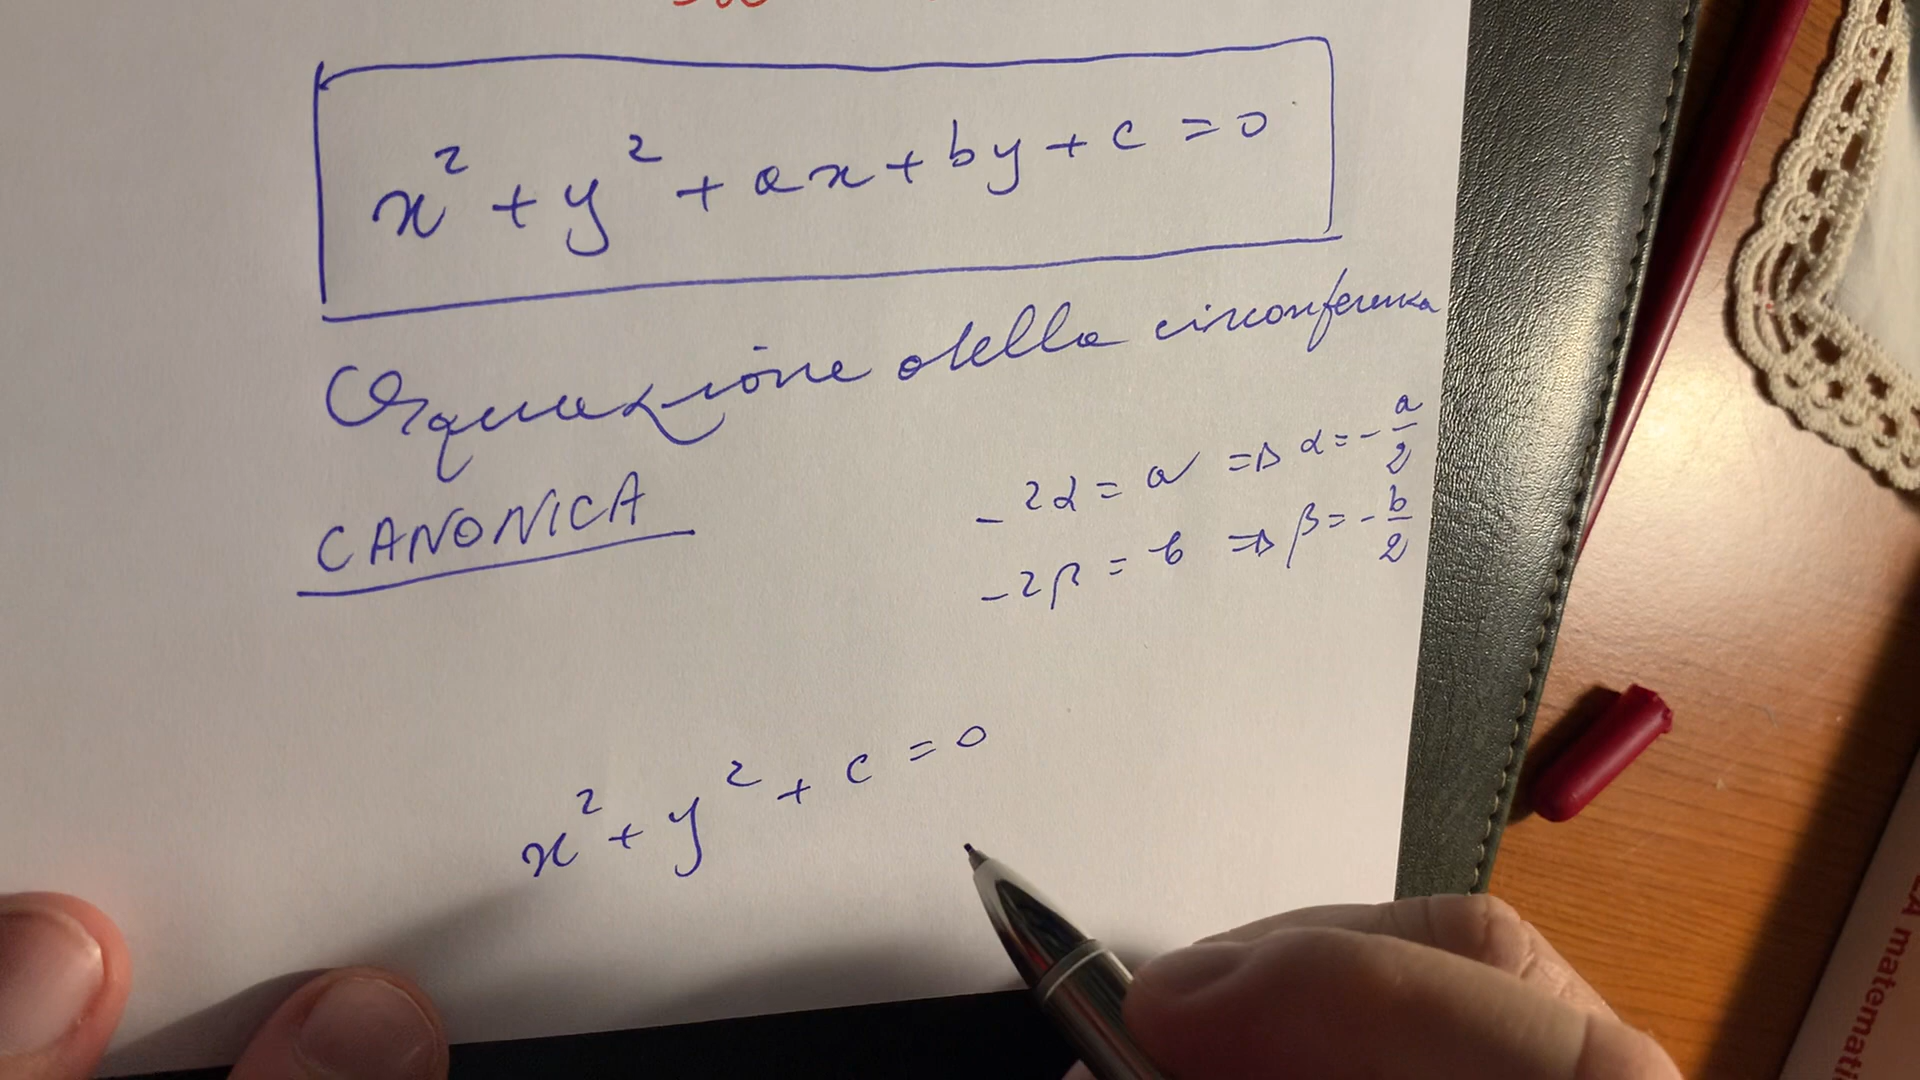 x² + y² + ax + by + c = 0
Equazione della circonferenza
CANONICA
-2α = a ⇒ α = -a/2
-2β = b ⇒ β = -b/2
x² + y² + c = 0